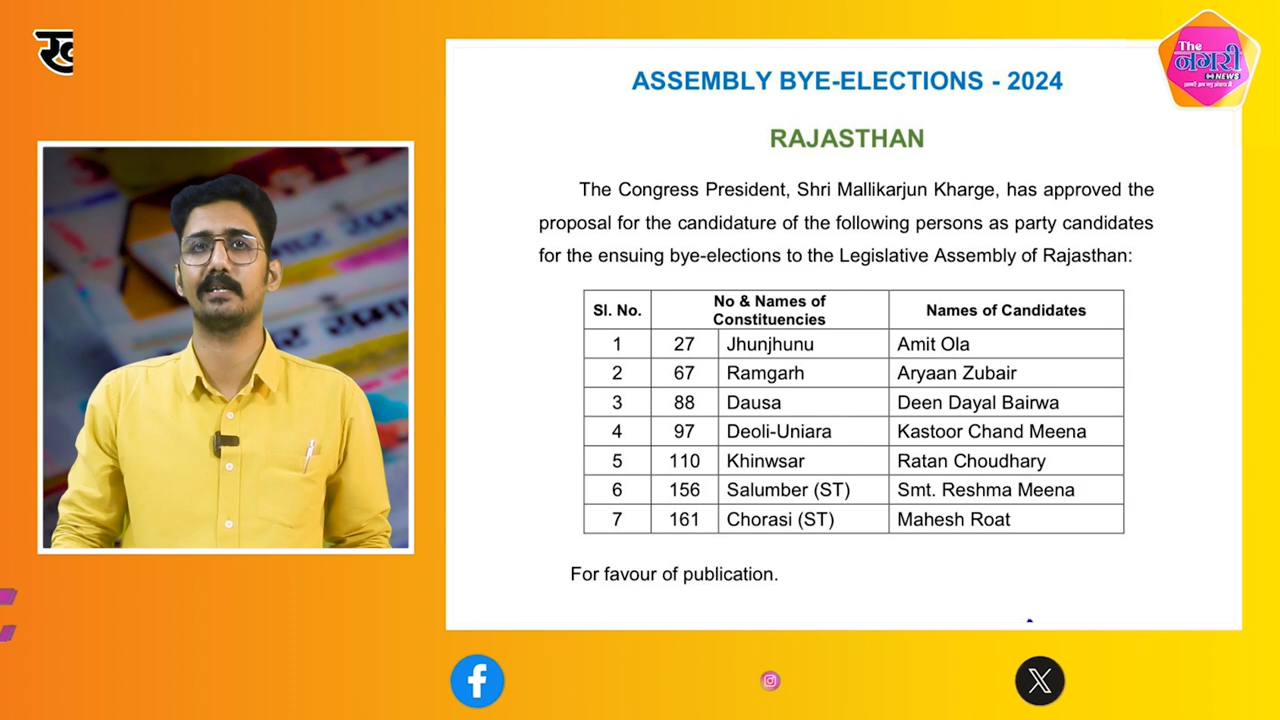 ख
The
नगरी
NEWS
ASSEMBLY BYE-ELECTIONS - 2024
RAJASTHAN
The Congress President, Shri Mallikarjun Kharge, has approved the
proposal for the candidature of the following persons as party candidates
for the ensuing bye-elections to the Legislative Assembly of Rajasthan:
Sl. No. No & Names of Constituencies Names of Candidates
1 27 Jhunjhunu Amit Ola
2 67 Ramgarh Aryaan Zubair
3 88 Dausa Deen Dayal Bairwa
4 97 Deoli-Uniara Kastoor Chand Meena
5 110 Khinwsar Ratan Choudhary
6 156 Salumber (ST) Smt. Reshma Meena
7 161 Chorasi (ST) Mahesh Roat
For favour of publication.